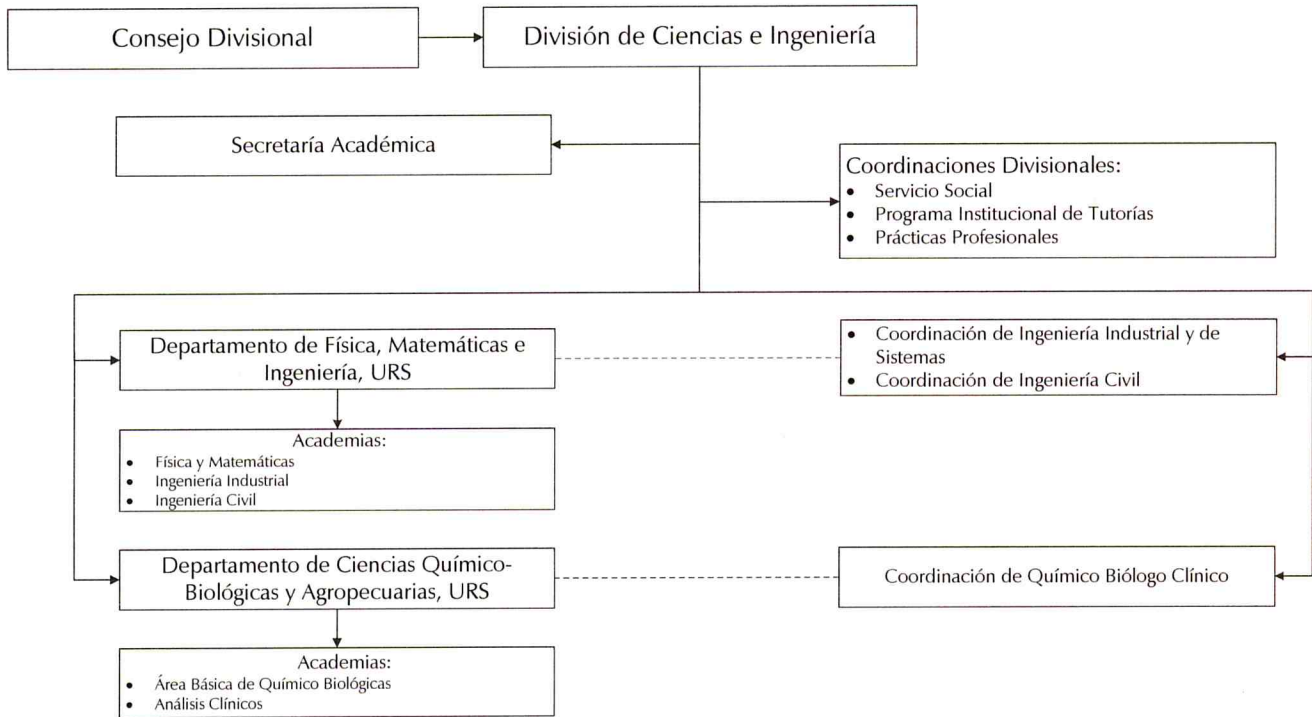 Consejo Divisional
División de Ciencias e Ingeniería
Secretaría Académica
Coordinaciones Divisionales:
• Servicio Social
• Programa Institucional de Tutorías
• Prácticas Profesionales
Departamento de Física, Matemáticas e
Ingeniería, URS
• Coordinación de Ingeniería Industrial y de
Sistemas
• Coordinación de Ingeniería Civil
Academias:
• Física y Matemáticas
• Ingeniería Industrial
• Ingeniería Civil
Departamento de Ciencias Químico-
Biológicas y Agropecuarias, URS
Coordinación de Químico Biólogo Clínico
Academias:
• Área Básica de Químico Biológicas
• Análisis Clínicos